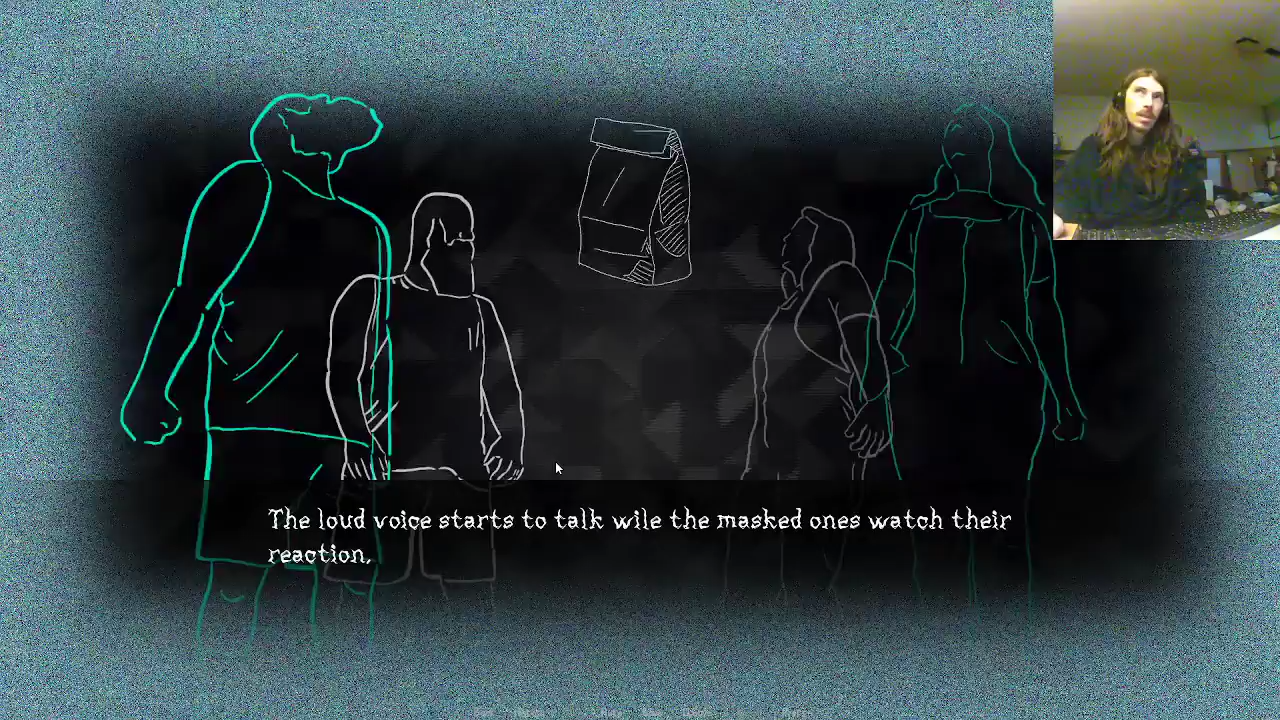 The loud voice starts to talk wile the masked ones watch their
reaction,